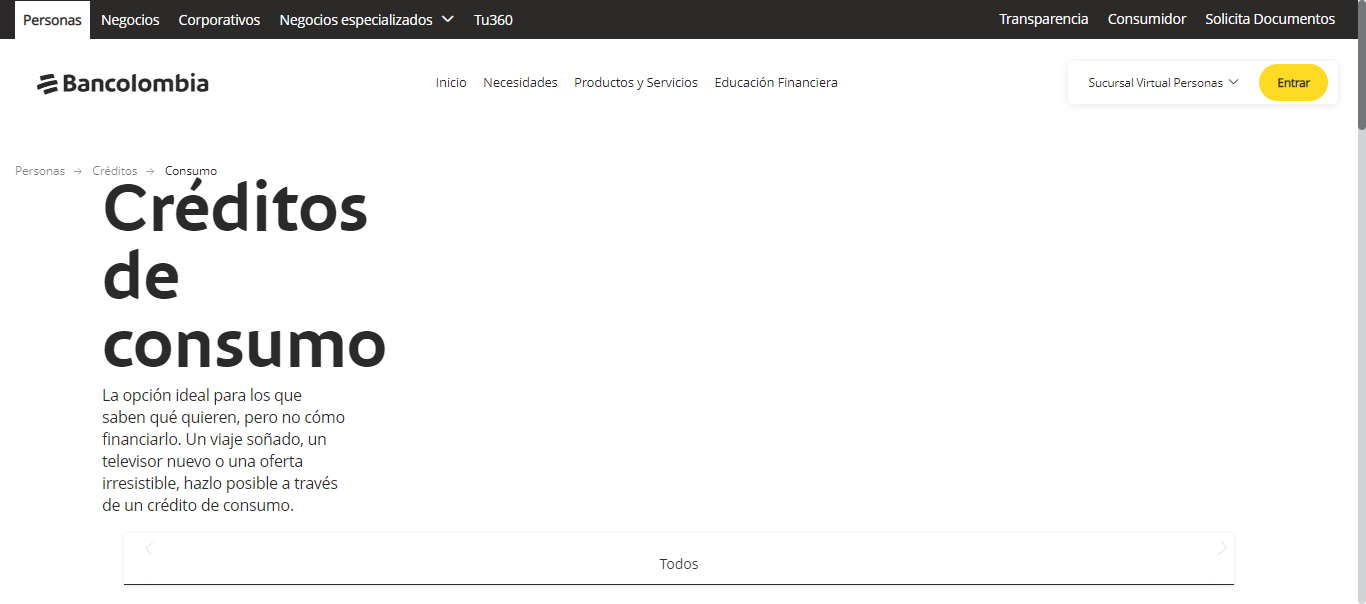 Personas Negocios Corporativos Negocios especializados Tu360 Transparencia Consumidor Solicita Documentos
Bancolombia Inicio Necesidades Productos y Servicios Educación Financiera Sucursal Virtual Personas Entrar
Personas → Créditos → Consumo
Créditos
de
consumo
La opción ideal para los que
saben qué quieren, pero no cómo
financiarlo. Un viaje soñado, un
televisor nuevo o una oferta
irresistible, hazlo posible a través
de un crédito de consumo.
Todos